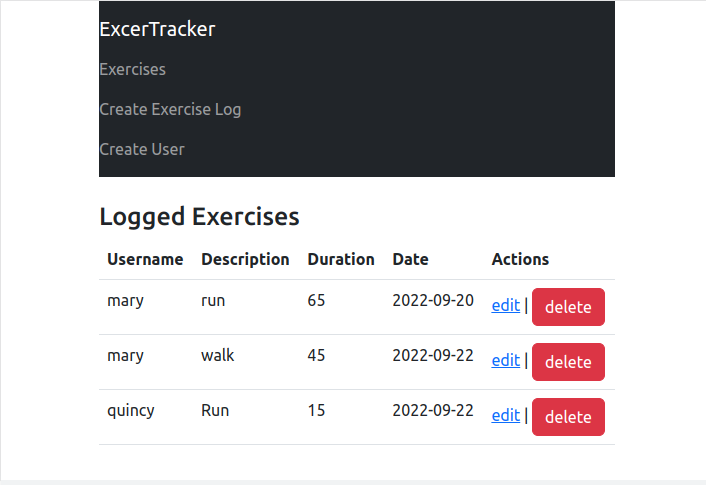 ExcerTracker
Exercises
Create Exercise Log
Create User
Logged Exercises
Username Description Duration Date Actions
mary run 65 2022-09-20 edit | delete
mary walk 45 2022-09-22 edit | delete
quincy Run 15 2022-09-22 edit | delete